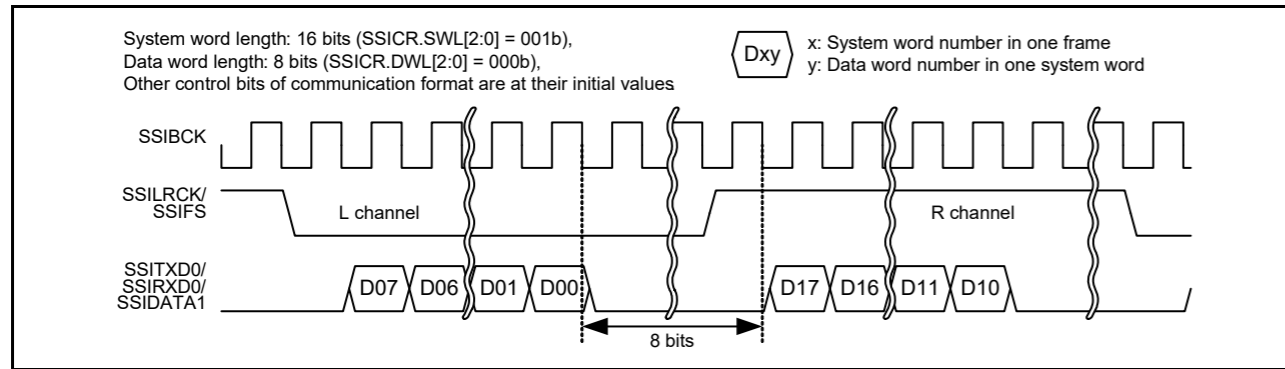 System word length: 16 bits (SSICR.SWL[2:0] = 001b),
Data word length: 8 bits (SSICR.DWL[2:0] = 000b),
Other control bits of communication format are at their initial values.
Dxy
x: System word number in one frame
y: Data word number in one system word
SSIBCK
SSILRCK/
SSIFS
L channel
R channel
SSITXD0/
SSIRXD0/
SSIDATA1
D07 D06 D01 D00 D17 D16 D11 D10
8 bits